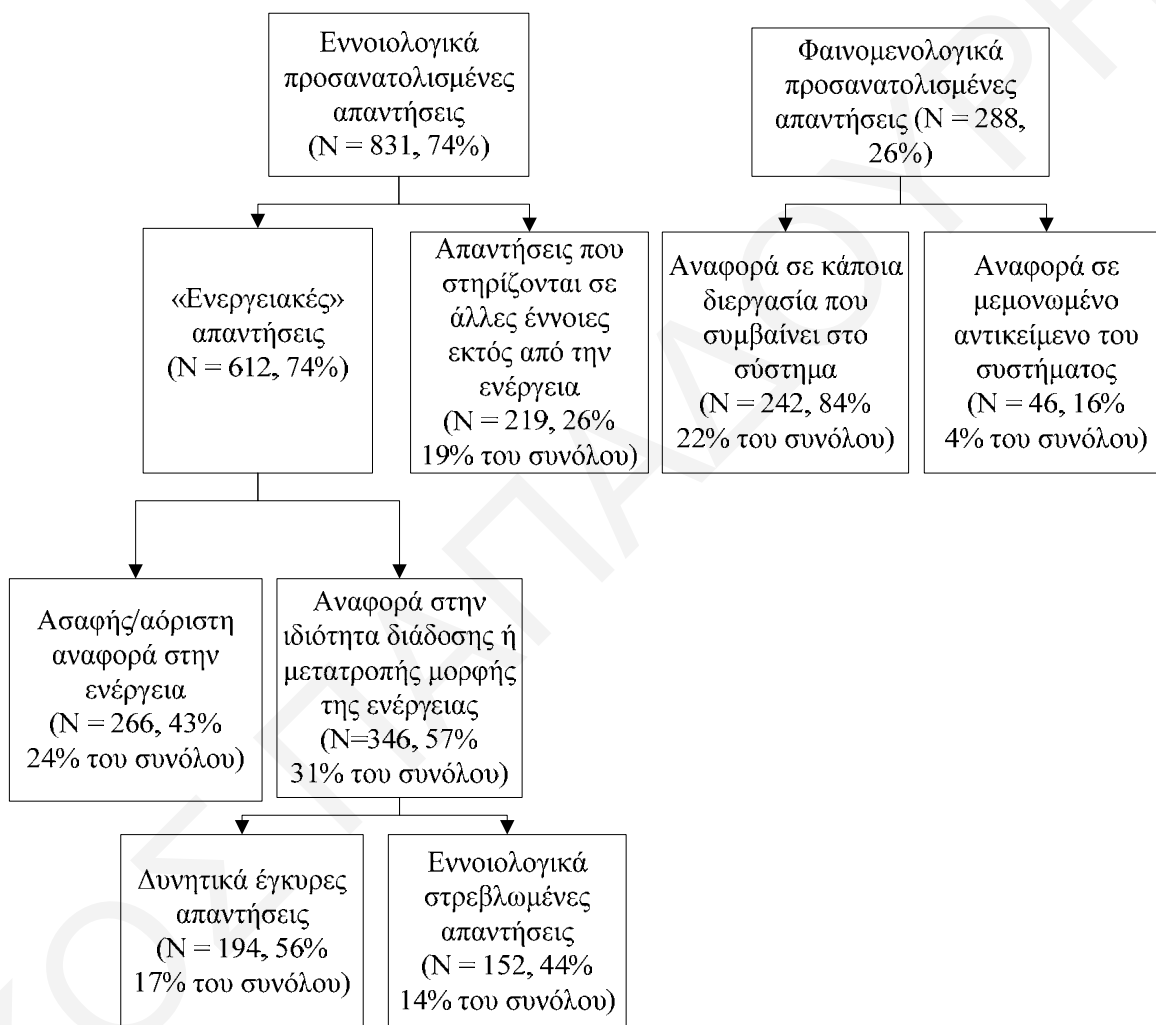 Εννοιολογικά
προσανατολισμένες
απαντήσεις
(Ν = 831, 74%)
Φαινομενολογικά
προσανατολισμένες
απαντήσεις (Ν = 288,
26%)
«Ενεργειακές»
απαντήσεις
(Ν = 612, 74%)
Απαντήσεις που
στηρίζονται σε
άλλες έννοιες
εκτός από την
ενέργεια
(Ν = 219, 26%
19% του συνόλου)
Αναφορά σε κάποια
διεργασία που
συμβαίνει στο
σύστημα
(Ν = 242, 84%
22% του συνόλου)
Αναφορά σε
μεμονωμένο
αντικείμενο του
συστήματος
(Ν = 46, 16%
4% του συνόλου)
Ασαφής/αόριστη
αναφορά στην
ενέργεια
(Ν = 266, 43%
24% του συνόλου)
Αναφορά στην
ιδιότητα διάδοσης ή
μετατροπής μορφής
της ενέργειας
(Ν=346, 57%
31% του συνόλου)
Δυνητικά έγκυρες
απαντήσεις
(Ν = 194, 56%
17% του συνόλου)
Εννοιολογικά
στρεβλωμένες
απαντήσεις
(Ν = 152, 44%
14% του συνόλου)